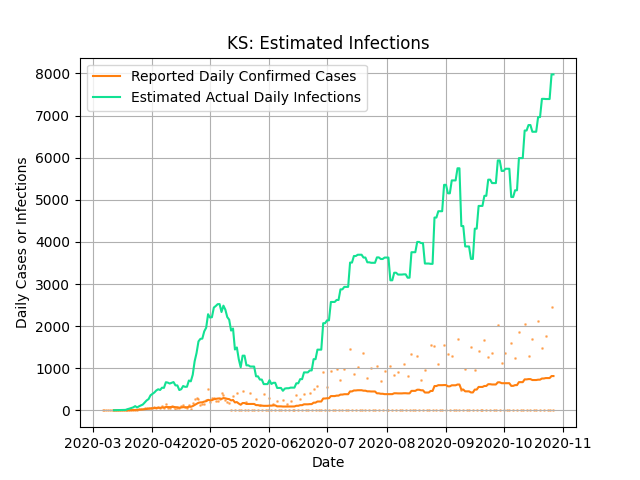 KS: Estimated Infections
Reported Daily Confirmed Cases
Estimated Actual Daily Infections
8000
7000
6000
5000
4000
3000
2000
1000
0
Daily Cases or Infections
2020-03 2020-04 2020-05 2020-06 2020-07 2020-08 2020-09 2020-10 2020-11
Date